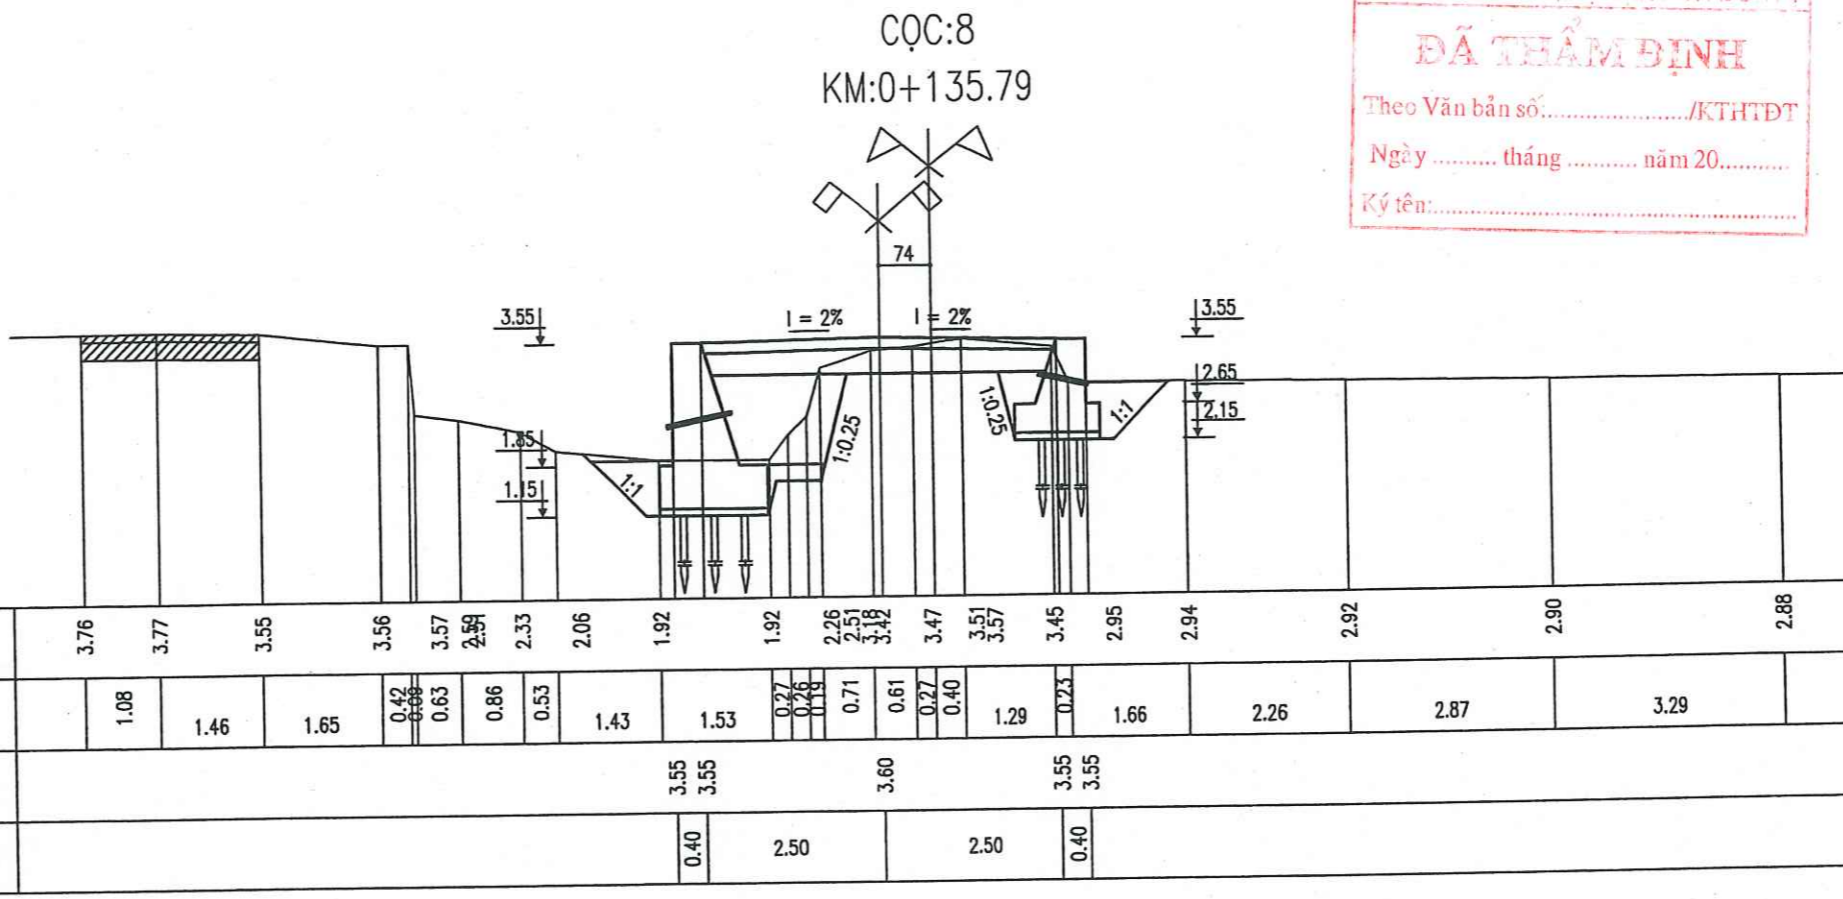 CỌC:8
KM:0+135.79
ĐÃ THẨM ĐỊNH
Theo Văn bản số:....................../KTHTĐT
Ngày .......... tháng ........... năm 20...........
Ký tên:..........................................................
74
3.55 I = 2% I = 2% 3.55
2.65
2.15
1:0.25 1:1
1.85 1:0.25
1:1
1.15
3.76 3.77 3.55 3.56 3.57 2.33 2.06 1.92 1.92 2.26 2.51 3.18 3.42 3.47 3.51 3.57 3.45 2.95 2.94 2.92 2.90 2.88
1.08 1.46 1.65 0.42 0.09 0.63 0.86 0.53 1.43 1.53 0.27 0.26 0.19 0.71 0.61 0.27 0.40 1.29 0.23 1.66 2.26 2.87 3.29
3.55 3.55 3.60 3.55 3.55
0.40 2.50 2.50 0.40